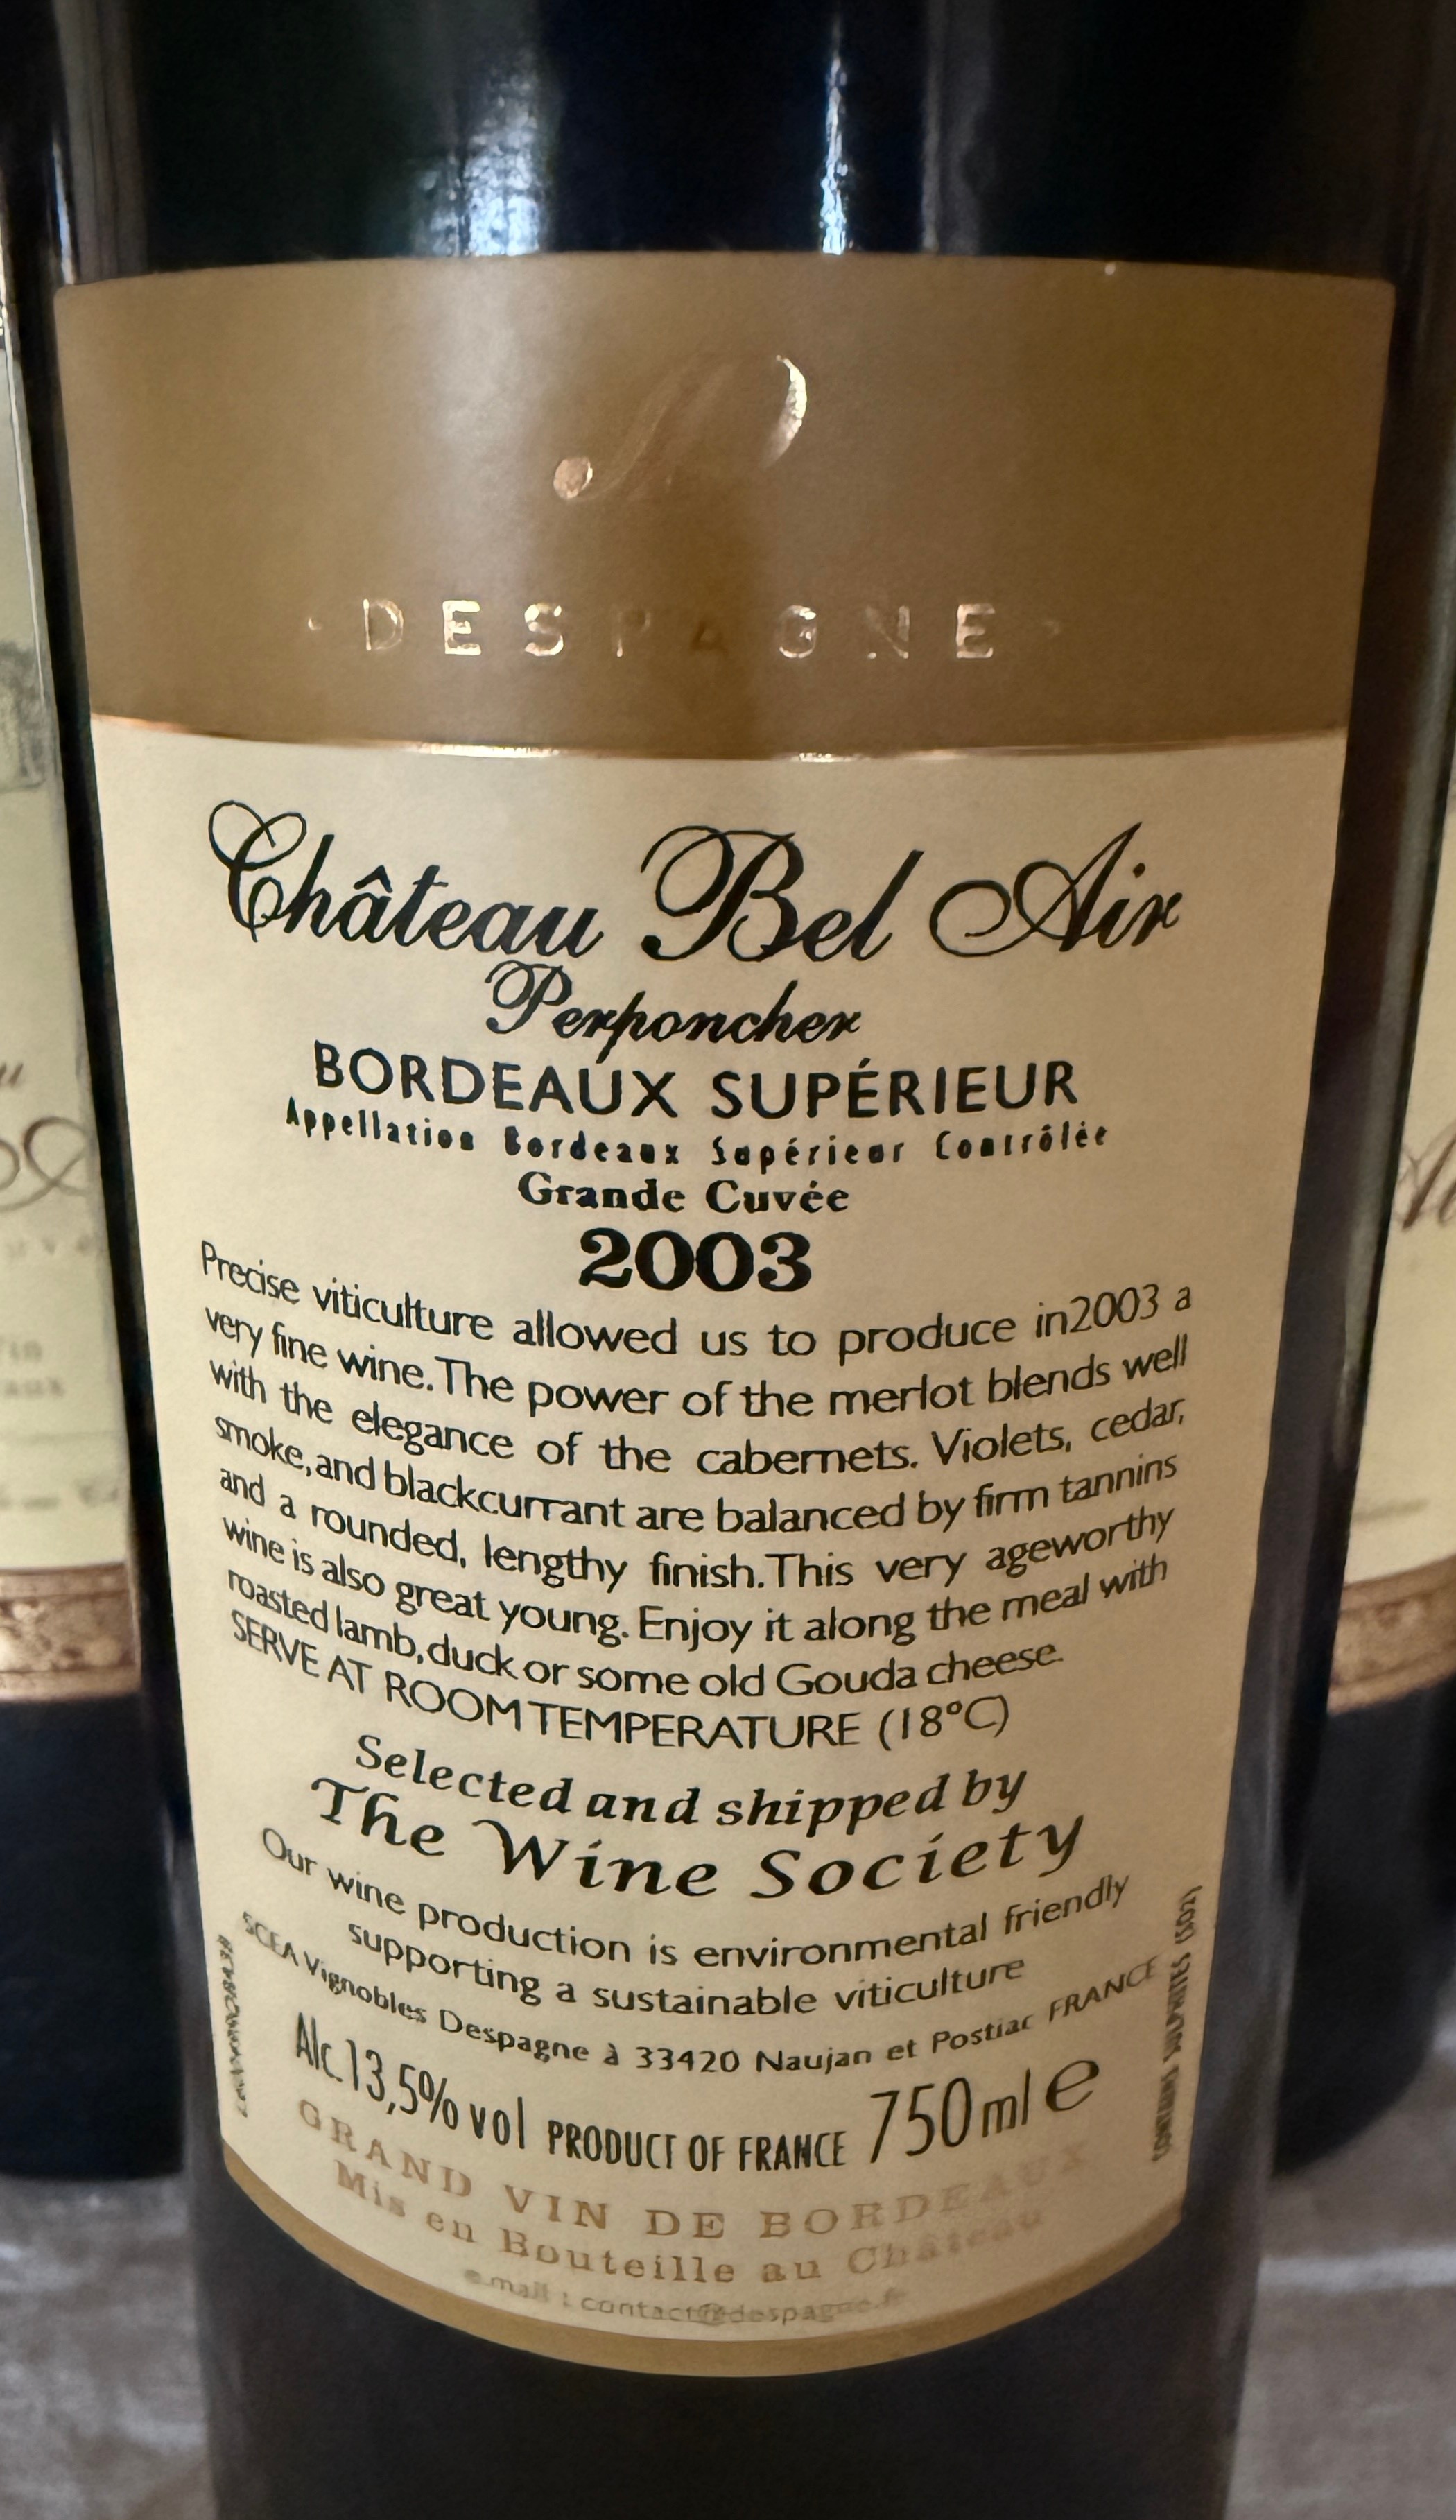 DESPAGNE
Château Bel Air
Perponcher
BORDEAUX SUPÉRIEUR
Appellation Bordeaux Supérieur Contrôlée
Grande Cuvée
2003
Precise viticulture allowed us to produce in2003 a
very fine wine.The power of the merlot blends well
with the elegance of the cabernets. Violets, cedar,
smoke,and blackcurrant are balanced by firm tannins
and a rounded, lengthy finish.This very ageworthy
wine is also great young. Enjoy it along the meal with
roasted lamb,duck or some old Gouda cheese.
SERVE AT ROOM TEMPERATURE (18°C)
Selected and shipped by
The Wine Society
Our wine production is environmental friendly
supporting a sustainable viticulture
SCEA Vignobles Despagne à 33420 Naujan et Postiac FRANCE
Alc.13,5% vol PRODUCT OF FRANCE 750ml e
GRAND VIN DE BORDEAUX
Mis en Bouteille au Château
e.mail : contact@despagne.fr